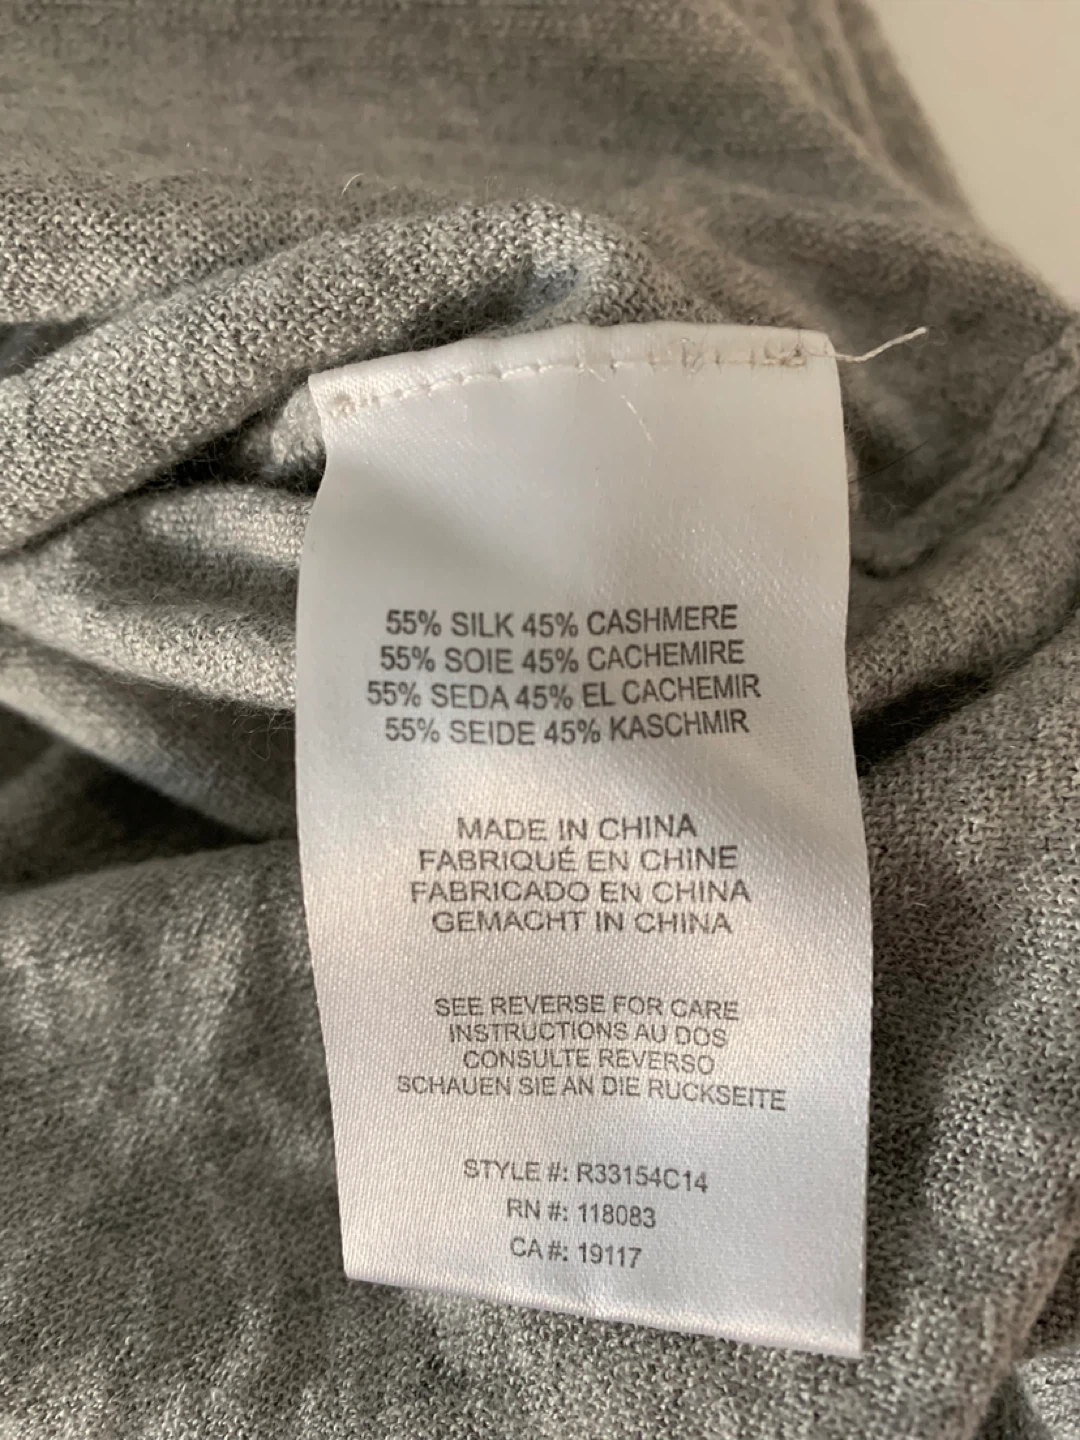 55% SILK 45% CASHMERE
55% SOIE 45% CACHEMIRE
55% SEDA 45% EL CACHEMIR
55% SEIDE 45% KASCHMIR
MADE IN CHINA
FABRIQUÉ EN CHINE
FABRICADO EN CHINA
GEMACHT IN CHINA
SEE REVERSE FOR CARE
INSTRUCTIONS AU DOS
CONSULTE REVERSO
SCHAUEN SIE AN DIE RUCKSEITE
STYLE #: R33154C14
RN #: 118083
CA #: 19117